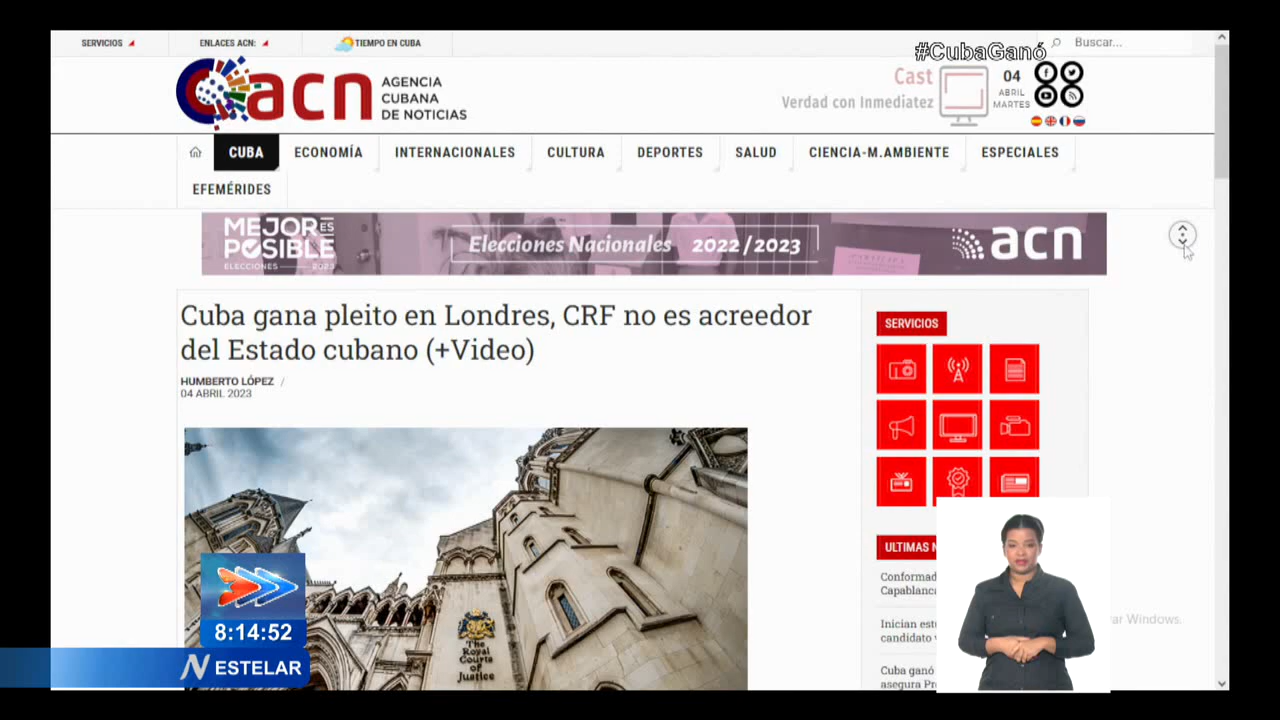 SERVICIOS
ENLACES ACN:
TIEMPO EN CUBA
#CubaGanó
Buscar...
acn
AGENCIA
CUBANA
DE NOTICIAS
Cast
Verdad con Inmediatez
04
ABRIL
MARTES
CUBA
ECONOMÍA
INTERNACIONALES
CULTURA
DEPORTES
SALUD
CIENCIA-M.AMBIENTE
ESPECIALES
EFEMÉRIDES
MEJOR ES
POSIBLE
ELECCIONES 2023
Elecciones Nacionales 2022/2023
acn
Cuba gana pleito en Londres, CRF no es acreedor
del Estado cubano (+Video)
HUMBERTO LÓPEZ /
04 ABRIL 2023
SERVICIOS
The
Royal
Courts
of
Justice
ULTIMAS N
Conformad
Capablanca
Inician est
candidato v
Cuba ganó
asegura Pr
ar Windows.
8:14:52
N ESTELAR